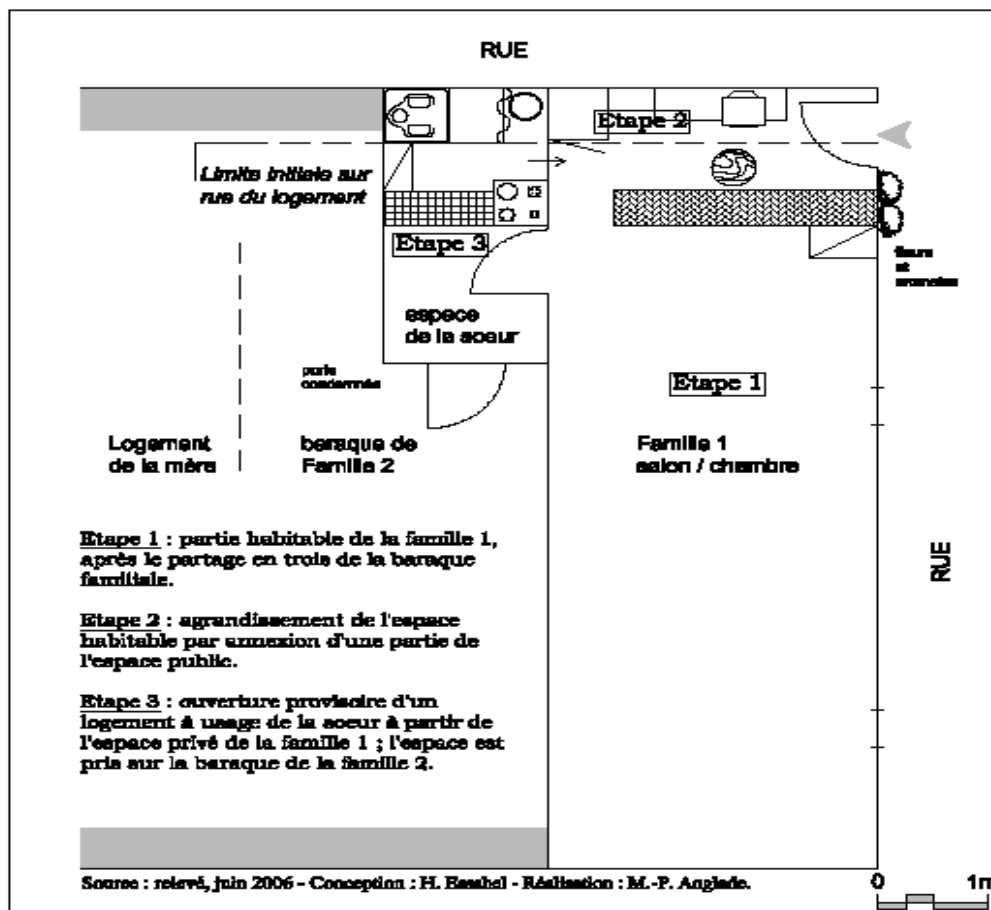 RUE
Etape 2
Limite initiale sur
rue du logement
Etape 3
fleurs
et
espace
de la soeur
porte
condamnée
Etape 1
Logement
de la mère
baraque de
Famille 2
Famille 1
salon / chambre
RUE
Etape 1 : partie habitable de la famille 1,
après le partage en trois de la baraque
familiale.
Etape 2 : agrandissement de l'espace
habitable par annexion d'une partie de
l'espace public.
Etape 3 : ouverture provisoire d'un
logement à usage de la soeur à partir de
l'espace privé de la famille 1 ; l'espace est
pris sur la baraque de la famille 2.
Source : relevé, juin 2006 - Conception : H. - Réalisation : M.-P. Anglade.
0 1m